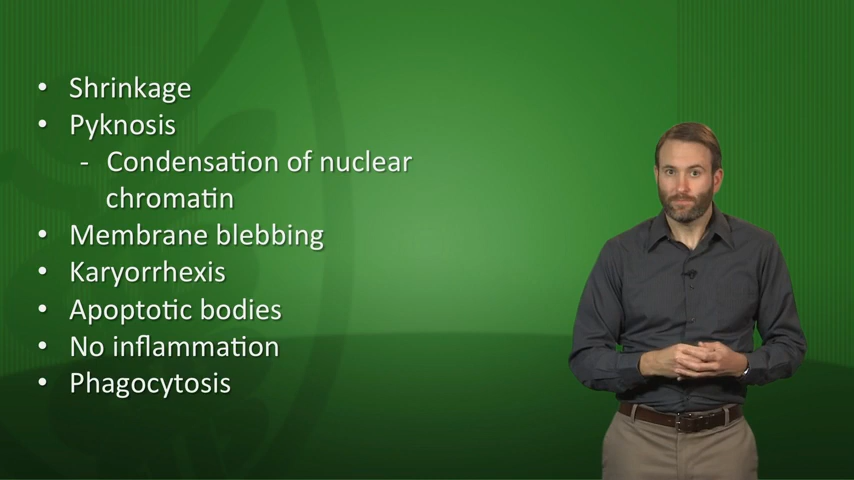 • Shrinkage
• Pyknosis
- Condensation of nuclear
chromatin
• Membrane blebbing
• Karyorrhexis
• Apoptotic bodies
• No inflammation
• Phagocytosis